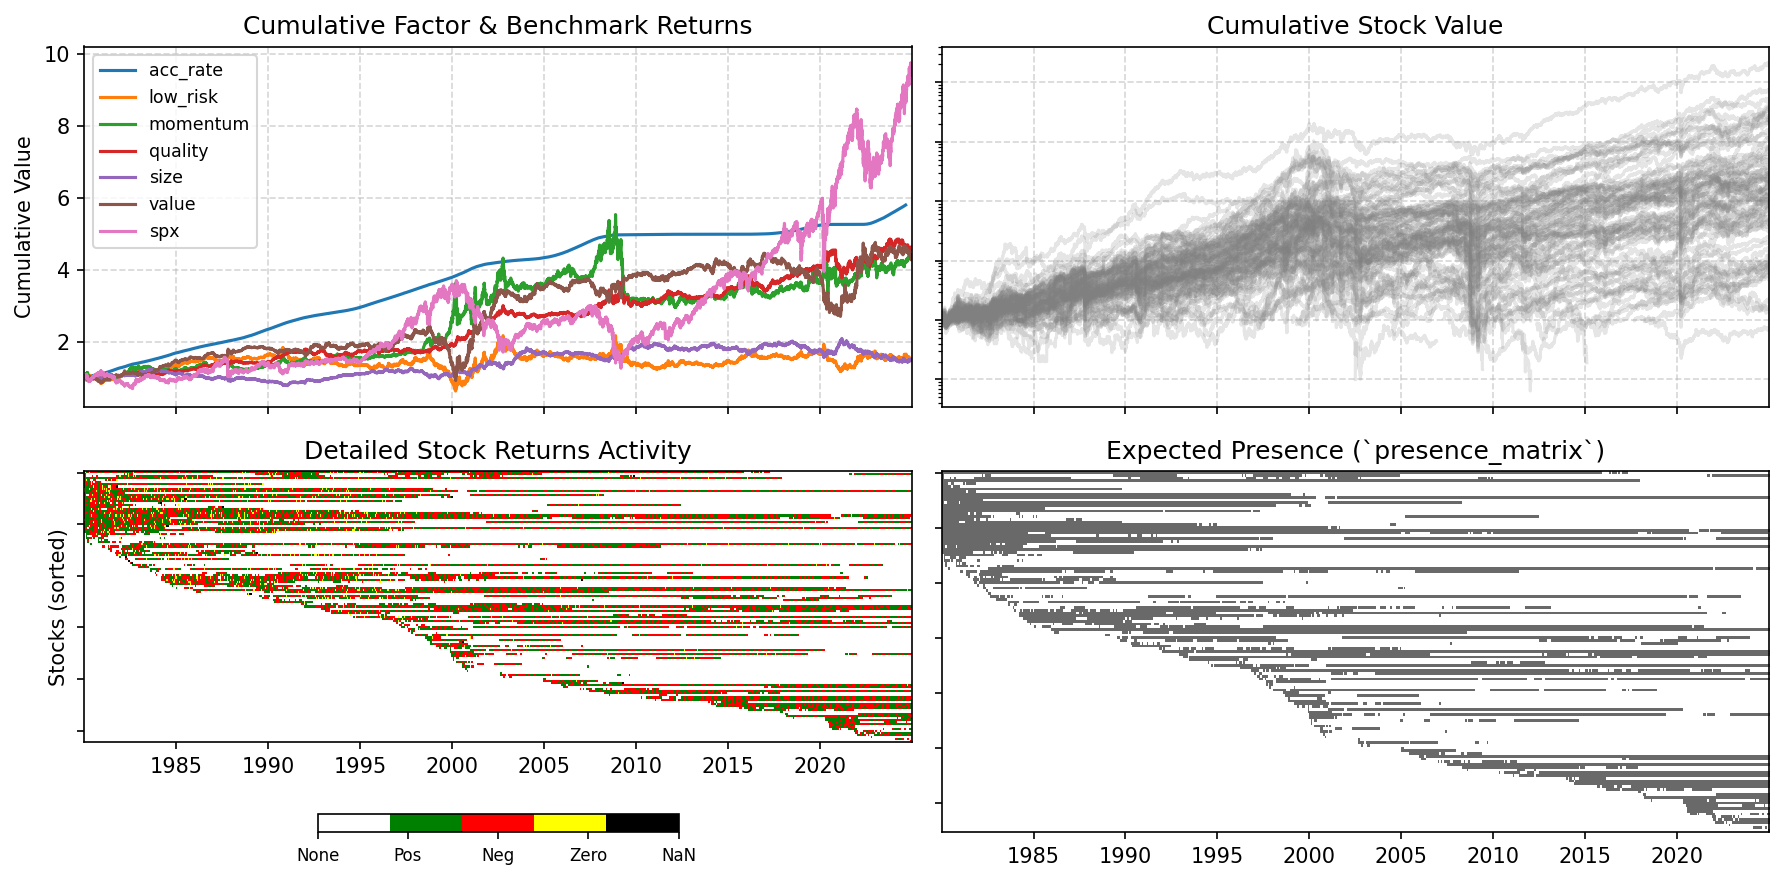 Cumulative Factor & Benchmark Returns
Cumulative Value
10
8
6
4
2
acc_rate
low_risk
momentum
quality
size
value
spx
Cumulative Stock Value
1985 1990 1995 2000 2005 2010 2015 2020
Detailed Stock Returns Activity
Stocks (sorted)
1985 1990 1995 2000 2005 2010 2015 2020
None Pos Neg Zero NaN
Expected Presence (`presence_matrix`)
1985 1990 1995 2000 2005 2010 2015 2020